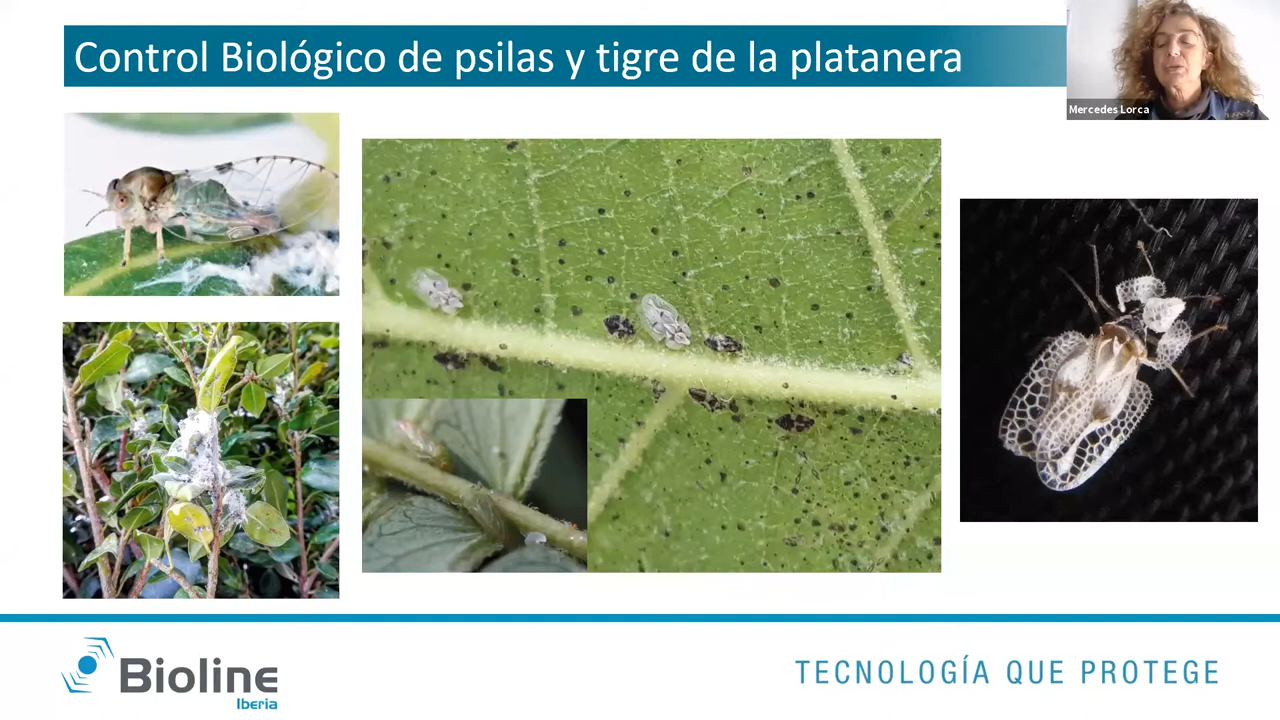 Control Biológico de psilas y tigre de la platanera
Mercedes Lorca
Bioline
Iberia
TECNOLOGÍA QUE PROTEGE